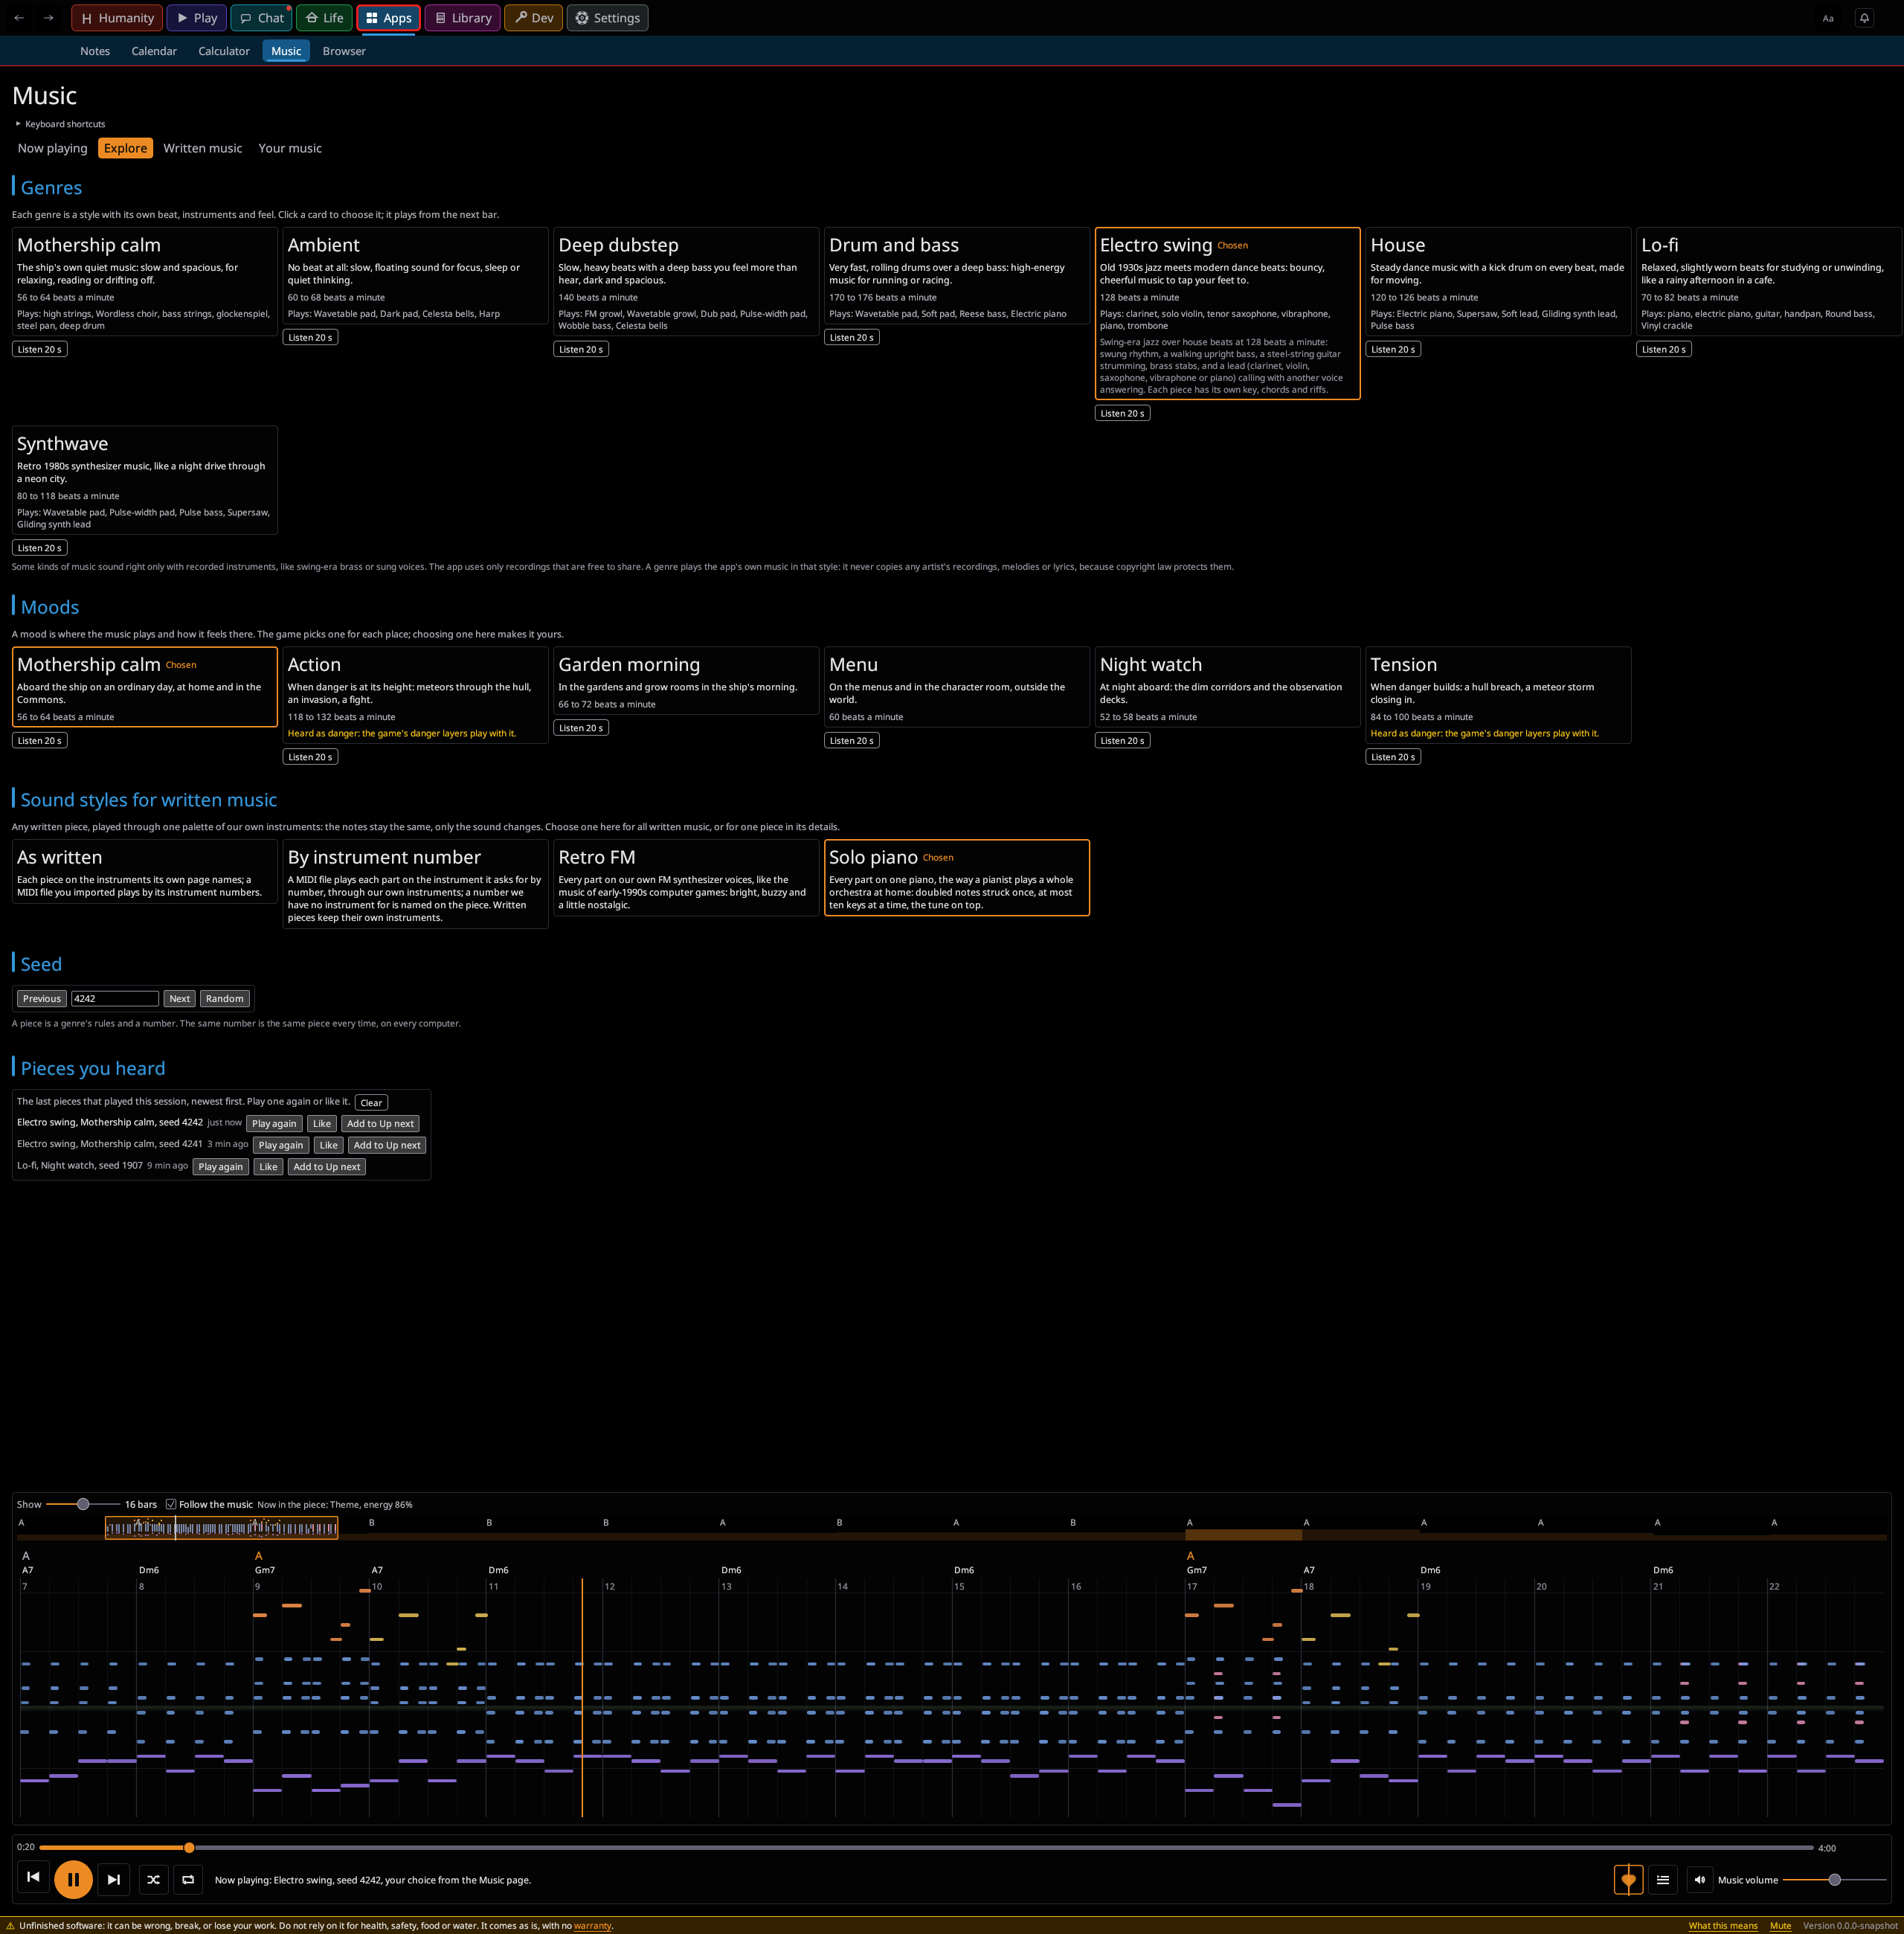 Humanity Play Chat Life Apps Library Dev Settings Aa
Notes Calendar Calculator Music Browser
Music
Keyboard shortcuts
Now playing Explore Written music Your music
Genres
Each genre is a style with its own beat, instruments and feel. Click a card to choose it; it plays from the next bar.
Mothership calm
The ship's own quiet music: slow and spacious, for
relaxing, reading or drifting off.
56 to 64 beats a minute
Plays: high strings, Wordless choir, bass strings, glockenspiel,
steel pan, deep drum
Listen 20 s
Ambient
No beat at all: slow, floating sound for focus, sleep or
quiet thinking.
60 to 68 beats a minute
Plays: Wavetable pad, Dark pad, Celesta bells, Harp
Listen 20 s
Deep dubstep
Slow, heavy beats with a deep bass you feel more than
hear, dark and spacious.
140 beats a minute
Plays: FM growl, Wavetable growl, Dub pad, Pulse-width pad,
Wobble bass, Celesta bells
Listen 20 s
Drum and bass
Very fast, rolling drums over a deep bass: high-energy
music for running or racing.
170 to 176 beats a minute
Plays: Wavetable pad, Soft pad, Reese bass, Electric piano
Listen 20 s
Electro swing Chosen
Old 1930s jazz meets modern dance beats: bouncy,
cheerful music to tap your feet to.
128 beats a minute
Plays: clarinet, solo violin, tenor saxophone, vibraphone,
piano, trombone
Swing-era jazz over house beats at 128 beats a minute:
swung rhythm, a walking upright bass, a steel-string guitar
strumming, brass stabs, and a lead (clarinet, violin,
saxophone, vibraphone or piano) calling with another voice
answering. Each piece has its own key, chords and riffs.
Listen 20 s
House
Steady dance music with a kick drum on every beat, made
for moving.
120 to 126 beats a minute
Plays: Electric piano, Supersaw, Soft lead, Gliding synth lead,
Pulse bass
Listen 20 s
Lo-fi
Relaxed, slightly worn beats for studying or unwinding,
like a rainy afternoon in a cafe.
70 to 82 beats a minute
Plays: piano, electric piano, guitar, handpan, Round bass,
Vinyl crackle
Listen 20 s
Synthwave
Retro 1980s synthesizer music, like a night drive through
a neon city.
80 to 118 beats a minute
Plays: Wavetable pad, Pulse-width pad, Pulse bass, Supersaw,
Gliding synth lead
Listen 20 s
Some kinds of music sound right only with recorded instruments, like swing-era brass or sung voices. The app uses only recordings that are free to share. A genre plays the app's own music in that style: it never copies any artist's recordings, melodies or lyrics, because copyright law protects them.
Moods
A mood is where the music plays and how it feels there. The game picks one for each place; choosing one here makes it yours.
Mothership calm Chosen
Aboard the ship on an ordinary day, at home and in the
Commons.
56 to 64 beats a minute
Listen 20 s
Action
When danger is at its height: meteors through the hull,
an invasion, a fight.
118 to 132 beats a minute
Heard as danger: the game's danger layers play with it.
Listen 20 s
Garden morning
In the gardens and grow rooms in the ship's morning.
66 to 72 beats a minute
Listen 20 s
Menu
On the menus and in the character room, outside the
world.
60 beats a minute
Listen 20 s
Night watch
At night aboard: the dim corridors and the observation
decks.
52 to 58 beats a minute
Listen 20 s
Tension
When danger builds: a hull breach, a meteor storm
closing in.
84 to 100 beats a minute
Heard as danger: the game's danger layers play with it.
Listen 20 s
Sound styles for written music
Any written piece, played through one palette of our own instruments: the notes stay the same, only the sound changes. Choose one here for all written music, or for one piece in its details.
As written
Each piece on the instruments its own page names; a
MIDI file you imported plays by its instrument numbers.
By instrument number
A MIDI file plays each part on the instrument it asks for by
number, through our own instruments; a number we
have no instrument for is named on the piece. Written
pieces keep their own instruments.
Retro FM
Every part on our own FM synthesizer voices, like the
music of early-1990s computer games: bright, buzzy and
a little nostalgic.
Solo piano Chosen
Every part on one piano, the way a pianist plays a whole
orchestra at home: doubled notes struck once, at most
ten keys at a time, the tune on top.
Seed
Previous 4242 Next Random
A piece is a genre's rules and a number. The same number is the same piece every time, on every computer.
Pieces you heard
The last pieces that played this session, newest first. Play one again or like it. Clear
Electro swing, Mothership calm, seed 4242 just now Play again Like Add to Up next
Electro swing, Mothership calm, seed 4241 3 min ago Play again Like Add to Up next
Lo-fi, Night watch, seed 1907 9 min ago Play again Like Add to Up next
Show 16 bars Follow the music Now in the piece: Theme, energy 86%
A A A B B B A B A B A A A A A A
A A A
A7 Dm6 Gm7 A7 Dm6 Dm6 Dm6 Gm7 A7 Dm6 Dm6
7 8 9 10 11 12 13 14 15 16 17 18 19 20 21 22
0:20 4:00
Now playing: Electro swing, seed 4242, your choice from the Music page. Music volume
Unfinished software: it can be wrong, break, or lose your work. Do not rely on it for health, safety, food or water. It comes as is, with no warranty. What this means Mute Version 0.0.0-snapshot